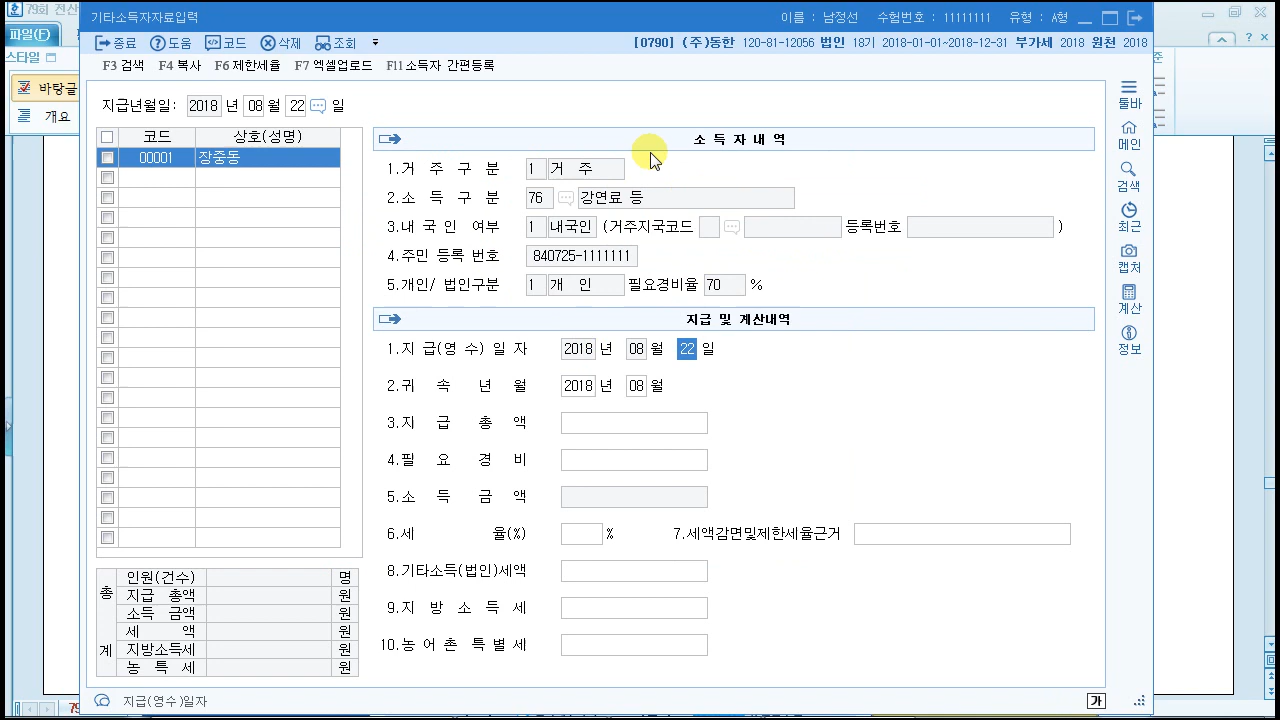 79회 전산
파일(F)
스타일
바탕글
개요
기타소득자자료입력
이름 : 남정선 수험번호 : 11111111 유형 : A형
종료 도움 코드 삭제 조회
[0790] (주)동한 110-81-12056 법인 18기 2018-01-01~2018-12-31 부가세 2018 원천 2018
F3 검색 F4 복사 F6 제한세율 F7 엑셀업로드 F11소득자 간편등록
지급년월일: 2018 년 08 월 22 일
코드 상호(성명)
00001 장중동
소 득 자 내 역
1.거 주 구 분 1 거 주
2.소 득 구 분 76 강연료 등
3.내 국 인 여부 1 내국인 (거주지국코드 등록번호 )
4.주민 등록 번호 840725-1111111
5.개인/ 법인구분 1 개 인 필요경비율 70 %
지급 및 계산내역
1.지 급(영 수) 일 자 2018 년 08 월 22 일
2.귀 속 년 월 2018 년 08 월
3.지 급 총 액
4.필 요 경 비
5.소 득 금 액
6.세 율(%) % 7.세액감면및제한세율근거
8.기타소득(법인)세액
9.지 방 소 득 세
10.농 어 촌 특 별 세
총 계
인원(건수) 명
지급 총액 원
소득 금액 원
세 액 원
지방소득세 원
농 특 세 원
툴바
메인
검색
최근
캡처
계산
정보
지급(영수)일자
가